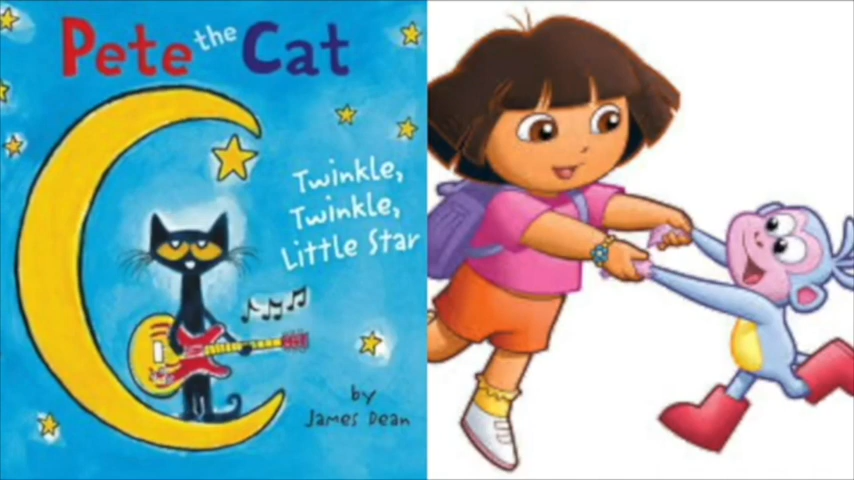 Pete the Cat
Twinkle,
Twinkle,
Little Star
by
James Dean